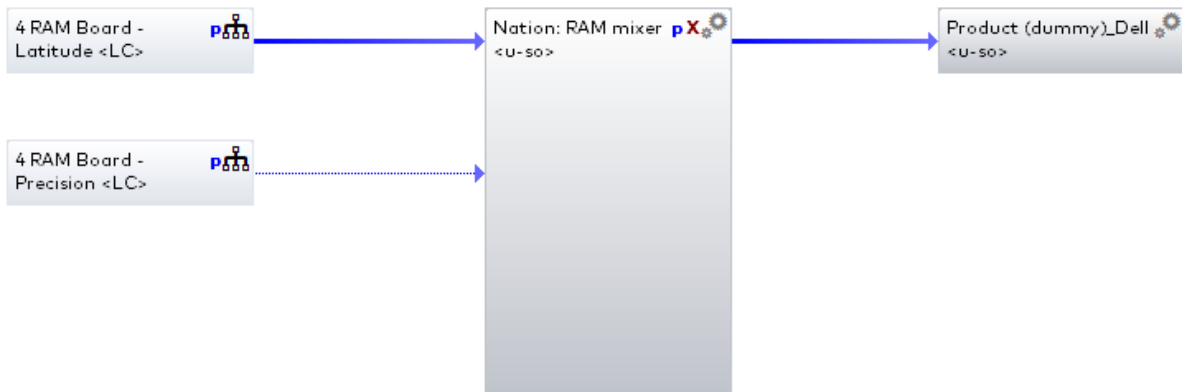 4 RAM Board - p
Latitude <LC>
Nation: RAM mixer p X
<u-so>
Product (dummy)_Dell
<u-so>
4 RAM Board - p
Precision <LC>